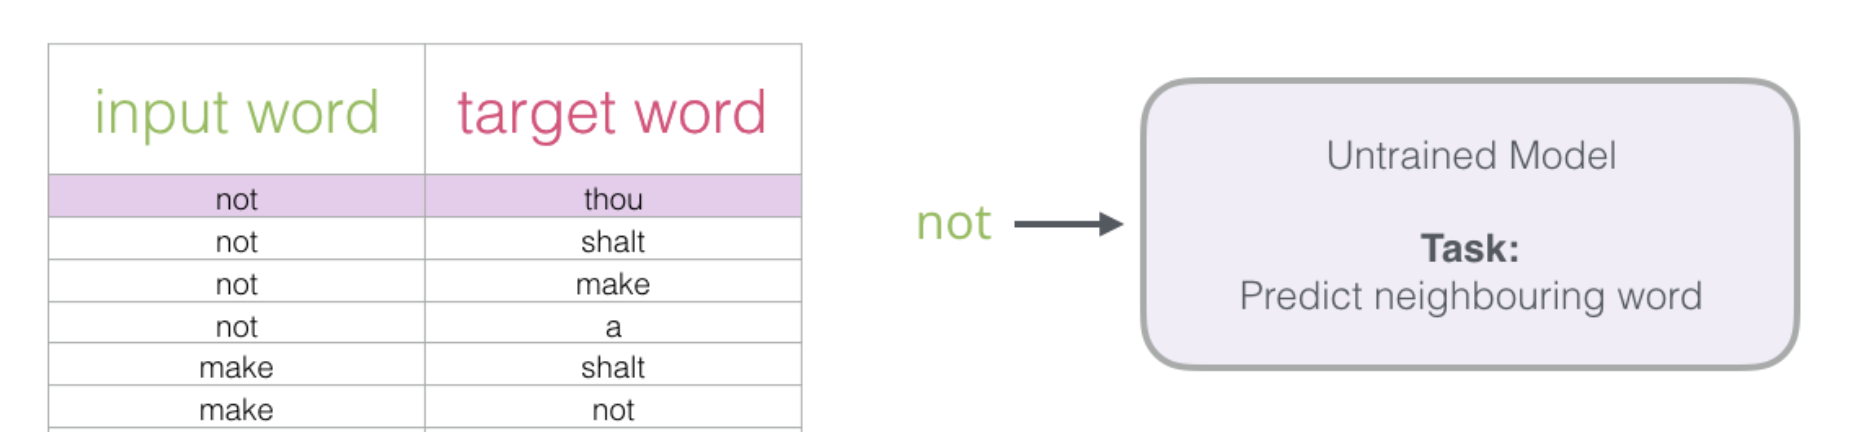 input word target word
not thou
not shalt
not make
not a
make shalt
make not
not
Untrained Model
Task:
Predict neighbouring word